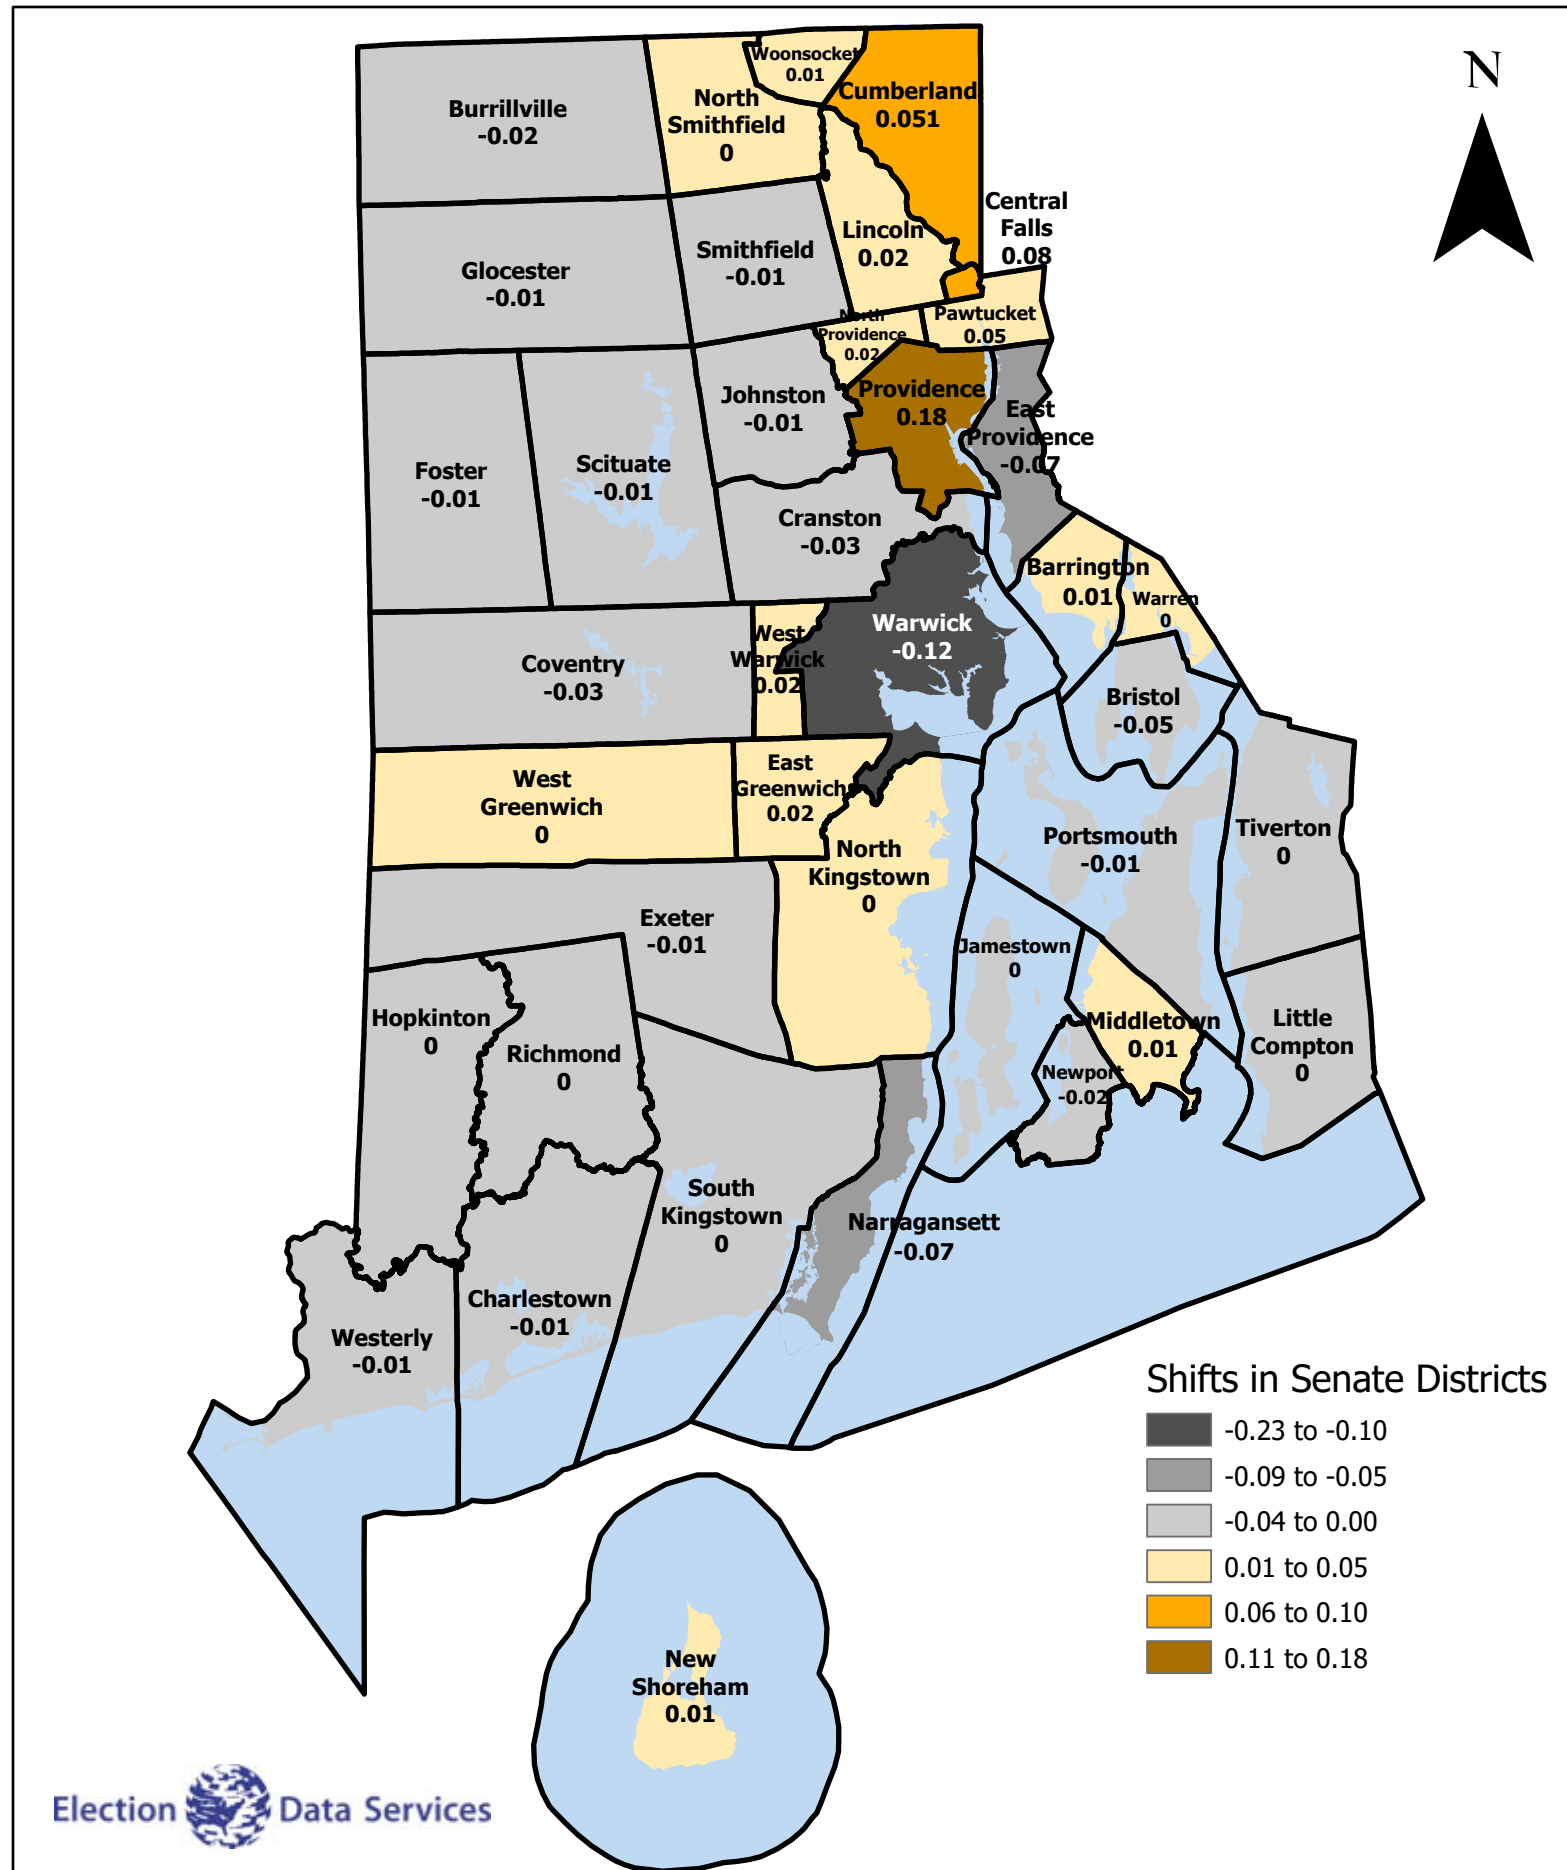 N
Woonsocket
0.01
Cumberland
0.051
Burrillville
-0.02
North
Smithfield
0
Central
Falls
0.08
Lincoln
0.02
Smithfield
-0.01
Glocester
-0.01
North
Providence
0.02
Pawtucket
0.05
Providence
0.18
Johnston
-0.01
East
Providence
-0.07
Foster
-0.01
Scituate
-0.01
Cranston
-0.03
Barrington
0.01
Warren
0
Warwick
-0.12
West
Warwick
0.02
Coventry
-0.03
Bristol
-0.05
West
Greenwich
0
East
Greenwich
0.02
Portsmouth
-0.01
Tiverton
0
North
Kingstown
0
Exeter
-0.01
Jamestown
0
Hopkinton
0
Richmond
0
Middletown
0.01
Newport
-0.02
Little
Compton
0
South
Kingstown
0
Narragansett
-0.07
Charlestown
-0.01
Westerly
-0.01
New
Shoreham
0.01
Shifts in Senate Districts
-0.23 to -0.10
-0.09 to -0.05
-0.04 to 0.00
0.01 to 0.05
0.06 to 0.10
0.11 to 0.18
Election Data Services